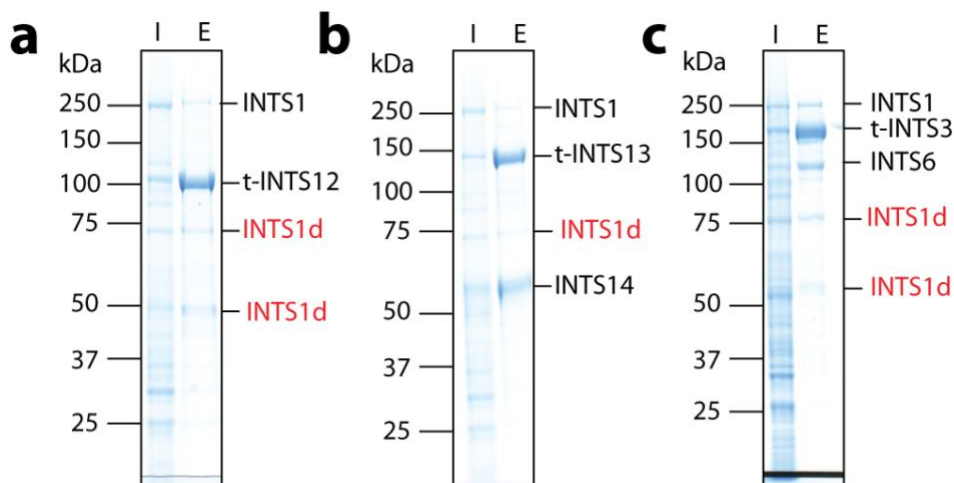 a
I E
kDa
250
150
100
75
50
37
25
INTS1
t-INTS12
INTS1d
INTS1d
b
I E
kDa
250
150
100
75
50
37
25
INTS1
t-INTS13
INTS1d
INTS14
c
I E
kDa
250
150
100
75
50
37
25
INTS1
t-INTS3
INTS6
INTS1d
INTS1d